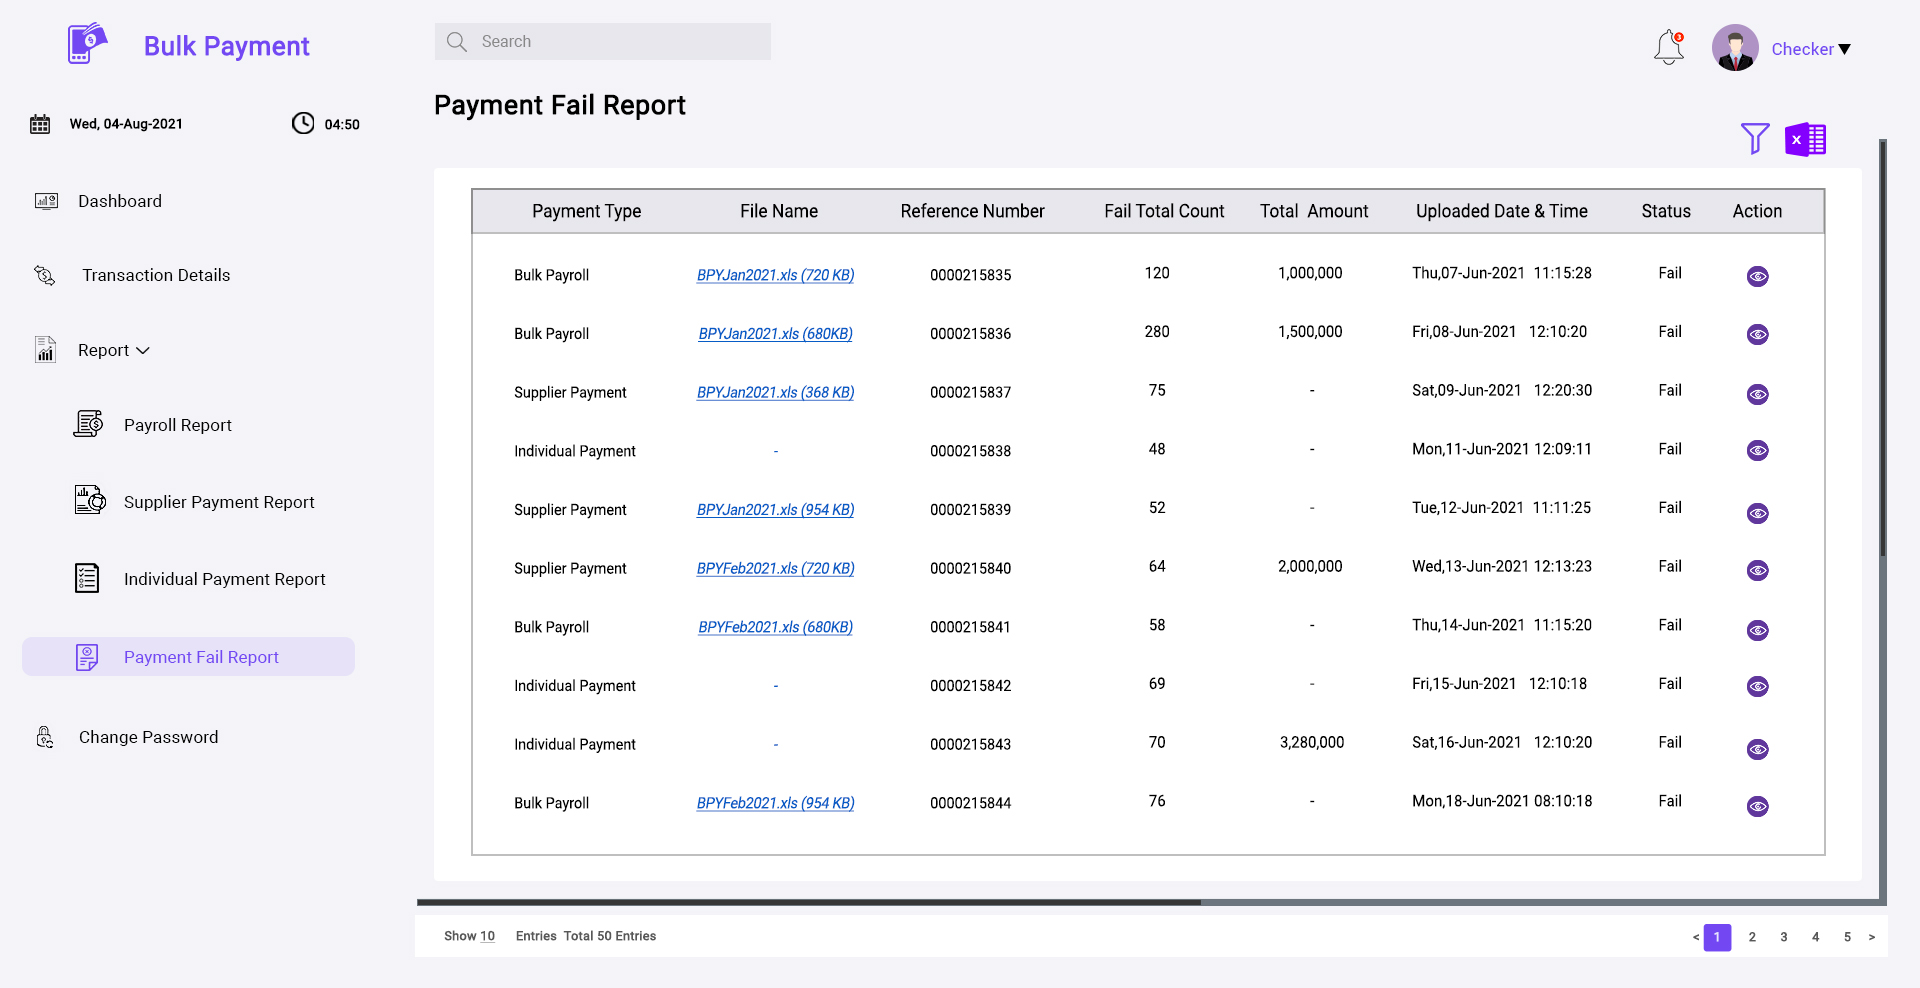 Bulk Payment
Search
3
Checker
Wed, 04-Aug-2021
04:50
Payment Fail Report
Dashboard
Transaction Details
Report
Payroll Report
Supplier Payment Report
Individual Payment Report
Payment Fail Report
Change Password
X
Payment Type File Name Reference Number Fail Total Count Total Amount Uploaded Date & Time Status Action
Bulk Payroll BPYJan2021.xls (720 KB) 0000215835 120 1,000,000 Thu,07-Jun-2021 11:15:28 Fail
Bulk Payroll BPYJan2021.xls (680KB) 0000215836 280 1,500,000 Fri,08-Jun-2021 12:10:20 Fail
Supplier Payment BPYJan2021.xls (368 KB) 0000215837 75 - Sat,09-Jun-2021 12:20:30 Fail
Individual Payment - 0000215838 48 - Mon,11-Jun-2021 12:09:11 Fail
Supplier Payment BPYJan2021.xls (954 KB) 0000215839 52 - Tue,12-Jun-2021 11:11:25 Fail
Supplier Payment BPYFeb2021.xls (720 KB) 0000215840 64 2,000,000 Wed,13-Jun-2021 12:13:23 Fail
Bulk Payroll BPYFeb2021.xls (680KB) 0000215841 58 - Thu,14-Jun-2021 11:15:20 Fail
Individual Payment - 0000215842 69 - Fri,15-Jun-2021 12:10:18 Fail
Individual Payment - 0000215843 70 3,280,000 Sat,16-Jun-2021 12:10:20 Fail
Bulk Payroll BPYFeb2021.xls (954 KB) 0000215844 76 - Mon,18-Jun-2021 08:10:18 Fail
Show 10 Entries Total 50 Entries
< 1 2 3 4 5 >